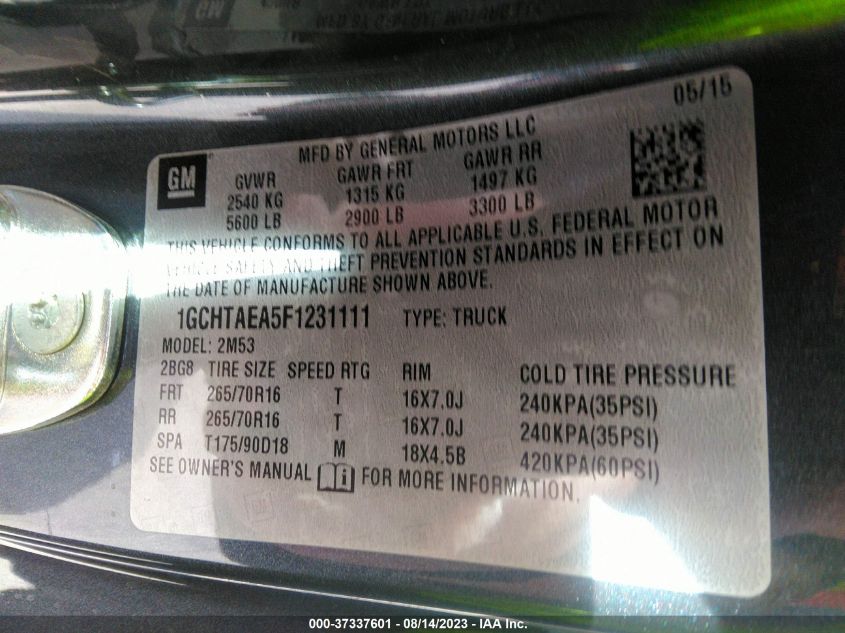 05/15
MFD BY GENERAL MOTORS LLC
GM
GVWR GAWR FRT GAWR RR
2540 KG 1315 KG 1497 KG
5600 LB 2900 LB 3300 LB
THIS VEHICLE CONFORMS TO ALL APPLICABLE U.S. FEDERAL MOTOR
VEHICLE SAFETY AND THEFT PREVENTION STANDARDS IN EFFECT ON
THE DATE OF MANUFACTURE SHOWN ABOVE.
1GCHTAEA5F1231111 TYPE: TRUCK
MODEL: 2M53
2BG8 TIRE SIZE SPEED RTG RIM COLD TIRE PRESSURE
FRT 265/70R16 T 16X7.0J 240KPA(35PSI)
RR 265/70R16 T 16X7.0J 240KPA(35PSI)
SPA T175/90D18 M 18X4.5B 420KPA(60PSI)
SEE OWNER'S MANUAL i FOR MORE INFORMATION.
000-37337601 - 08/14/2023 - IAA Inc.